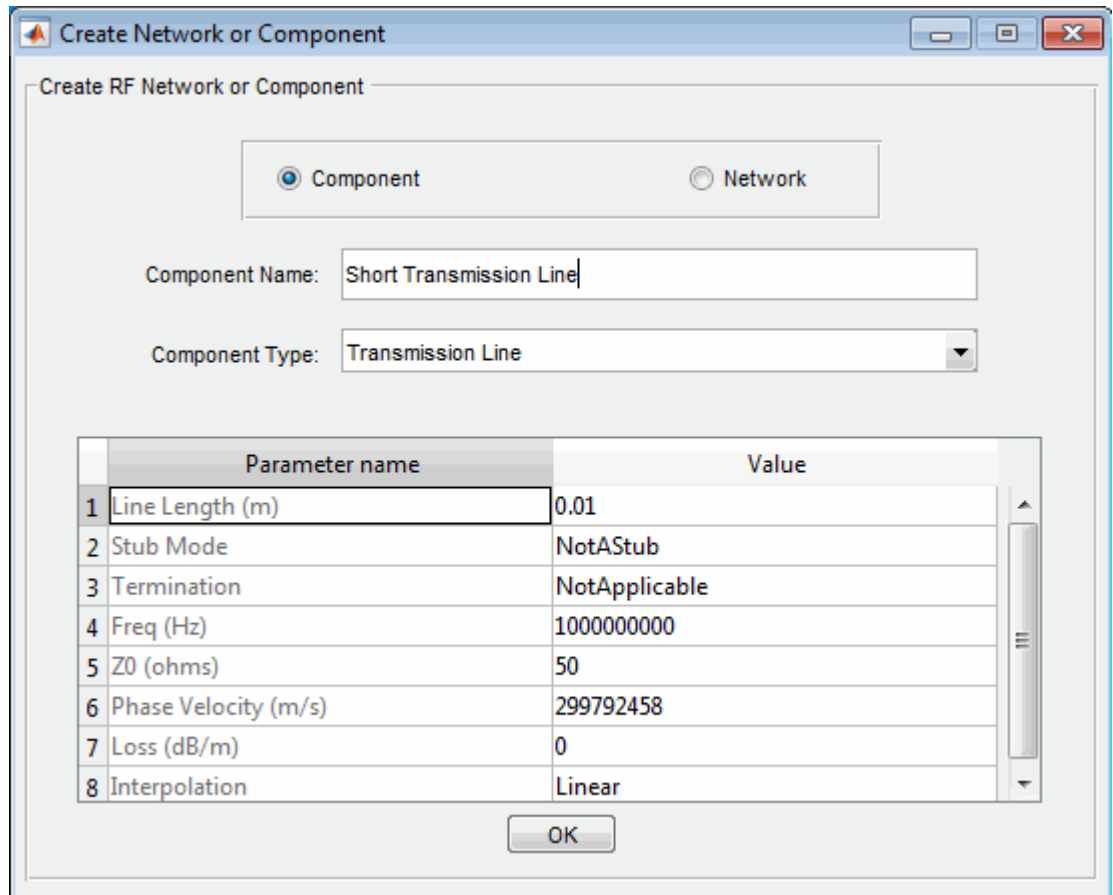 Create Network or Component
Create RF Network or Component
Component
Network
Component Name: Short Transmission Line
Component Type: Transmission Line
Parameter name Value
1 Line Length (m) 0.01
2 Stub Mode NotAStub
3 Termination NotApplicable
4 Freq (Hz) 1000000000
5 Z0 (ohms) 50
6 Phase Velocity (m/s) 299792458
7 Loss (dB/m) 0
8 Interpolation Linear
OK